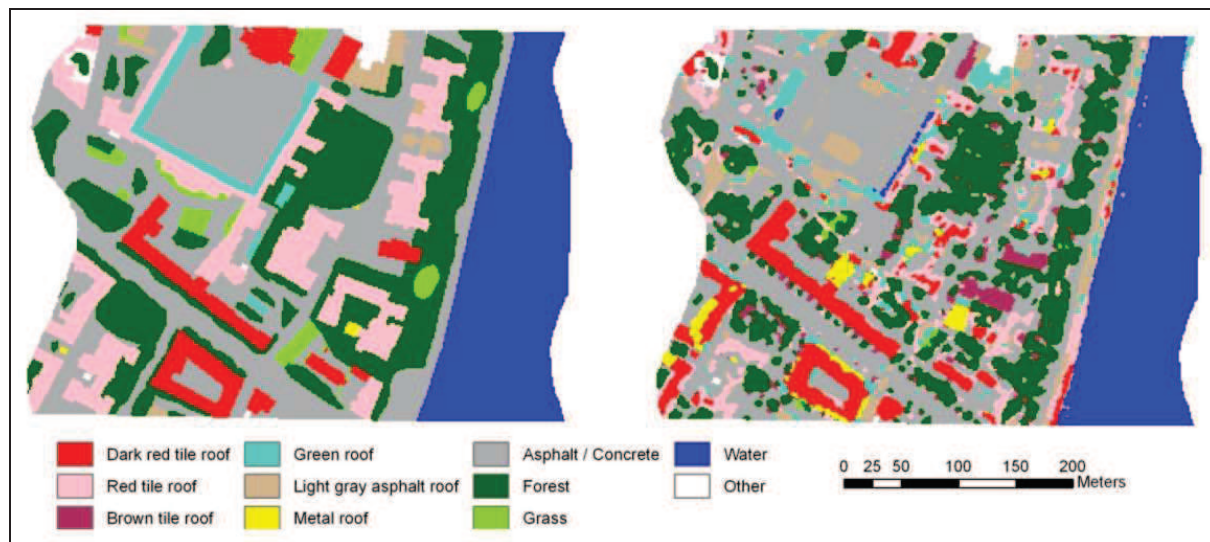 Dark red tile roof
Red tile roof
Brown tile roof
Green roof
Light gray asphalt roof
Metal roof
Asphalt / Concrete
Forest
Grass
Water
Other
0 25 50 100 150 200
Meters